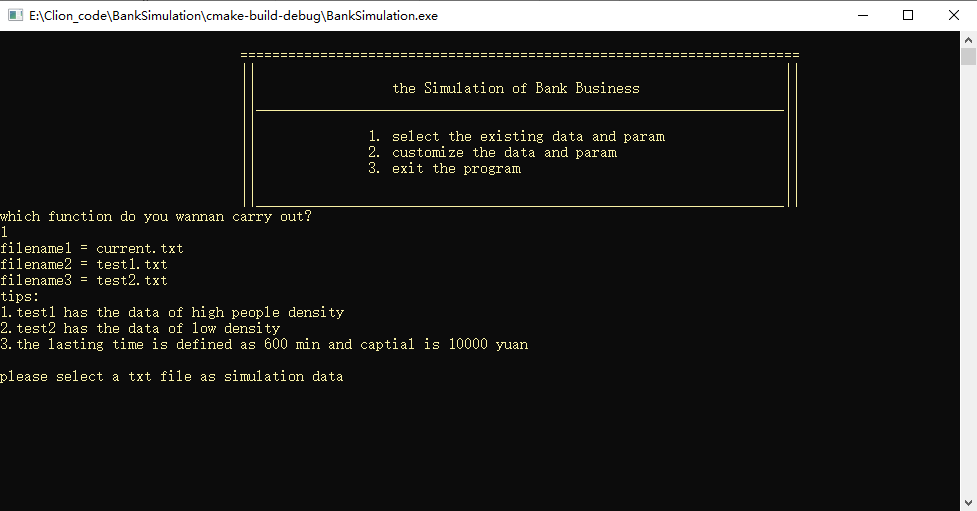 E:\Clion_code\BankSimulation\cmake-build-debug\BankSimulation.exe
the Simulation of Bank Business
1. select the existing data and param
2. customize the data and param
3. exit the program
which function do you wannan carry out?
1
filename1 = current.txt
filename2 = test1.txt
filename3 = test2.txt
tips:
1.test1 has the data of high people density
2.test2 has the data of low density
3.the lasting time is defined as 600 min and captial is 10000 yuan
please select a txt file as simulation data